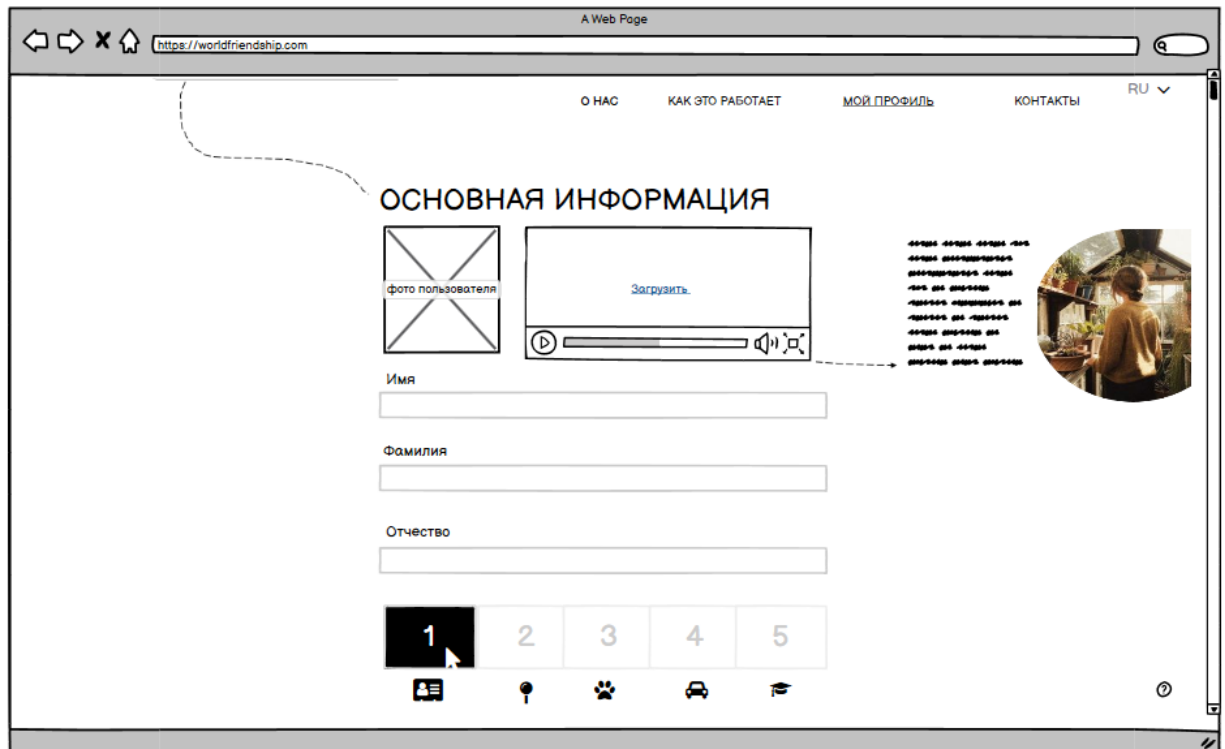 A Web Page
https://worldfriendship.com
О НАС
КАК ЭТО РАБОТАЕТ
МОЙ ПРОФИЛЬ
КОНТАКТЫ
RU
ОСНОВНАЯ ИНФОРМАЦИЯ
фото пользователя
Загрузить
Имя
Фамилия
Отчество
1
2
3
4
5
?